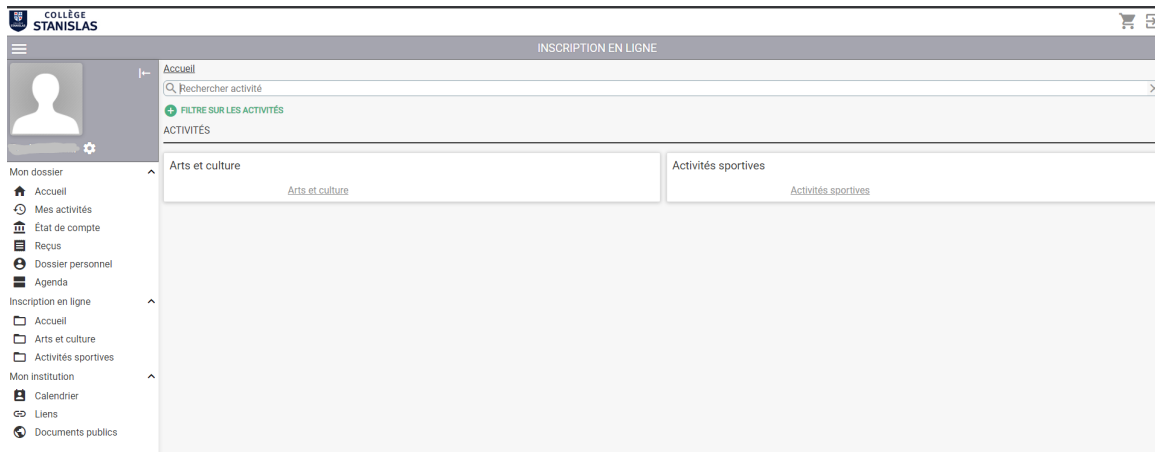 COLLÈGE
STANISLAS
INSCRIPTION EN LIGNE
Accueil
Rechercher activité
FILTRE SUR LES ACTIVITÉS
ACTIVITÉS
Arts et culture
Arts et culture
Activités sportives
Activités sportives
Mon dossier
Accueil
Mes activités
État de compte
Reçus
Dossier personnel
Agenda
Inscription en ligne
Accueil
Arts et culture
Activités sportives
Mon institution
Calendrier
Liens
Documents publics